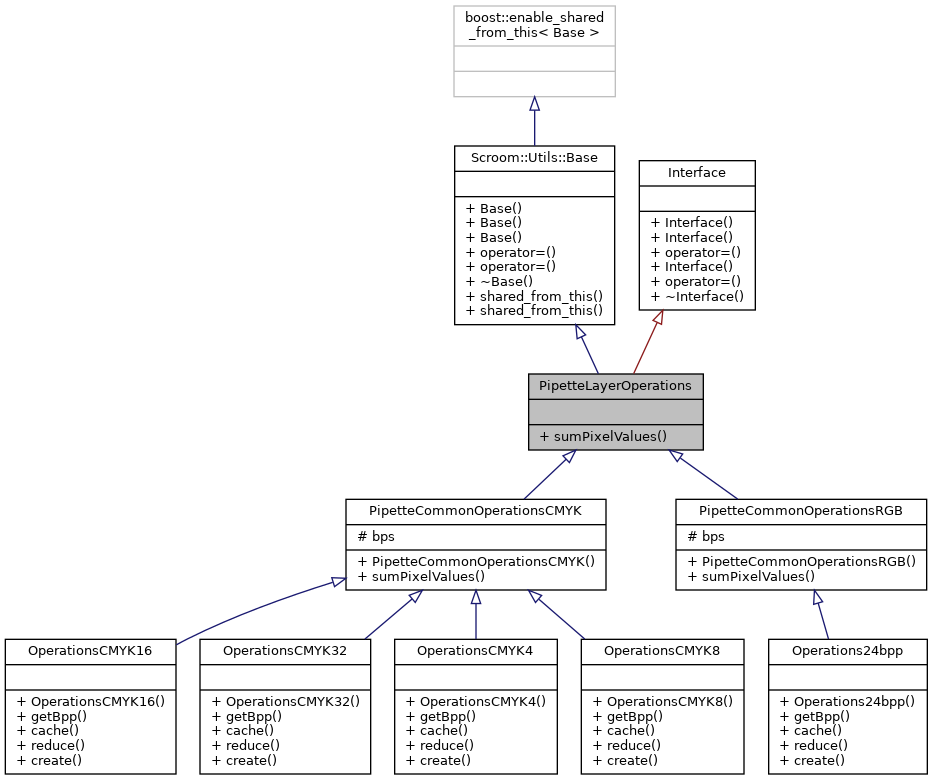 boost::enable_shared
_from_this< Base >
Scroom::Utils::Base
+ Base()
+ Base()
+ Base()
+ operator=()
+ operator=()
+ ~Base()
+ shared_from_this()
+ shared_from_this()
Interface
+ Interface()
+ Interface()
+ operator=()
+ Interface()
+ operator=()
+ ~Interface()
PipetteLayerOperations
+ sumPixelValues()
PipetteCommonOperationsCMYK
# bps
+ PipetteCommonOperationsCMYK()
+ sumPixelValues()
PipetteCommonOperationsRGB
# bps
+ PipetteCommonOperationsRGB()
+ sumPixelValues()
OperationsCMYK16
+ OperationsCMYK16()
+ getBpp()
+ cache()
+ reduce()
+ create()
OperationsCMYK32
+ OperationsCMYK32()
+ getBpp()
+ cache()
+ reduce()
+ create()
OperationsCMYK4
+ OperationsCMYK4()
+ getBpp()
+ cache()
+ reduce()
+ create()
OperationsCMYK8
+ OperationsCMYK8()
+ getBpp()
+ cache()
+ reduce()
+ create()
Operations24bpp
+ Operations24bpp()
+ getBpp()
+ cache()
+ reduce()
+ create()